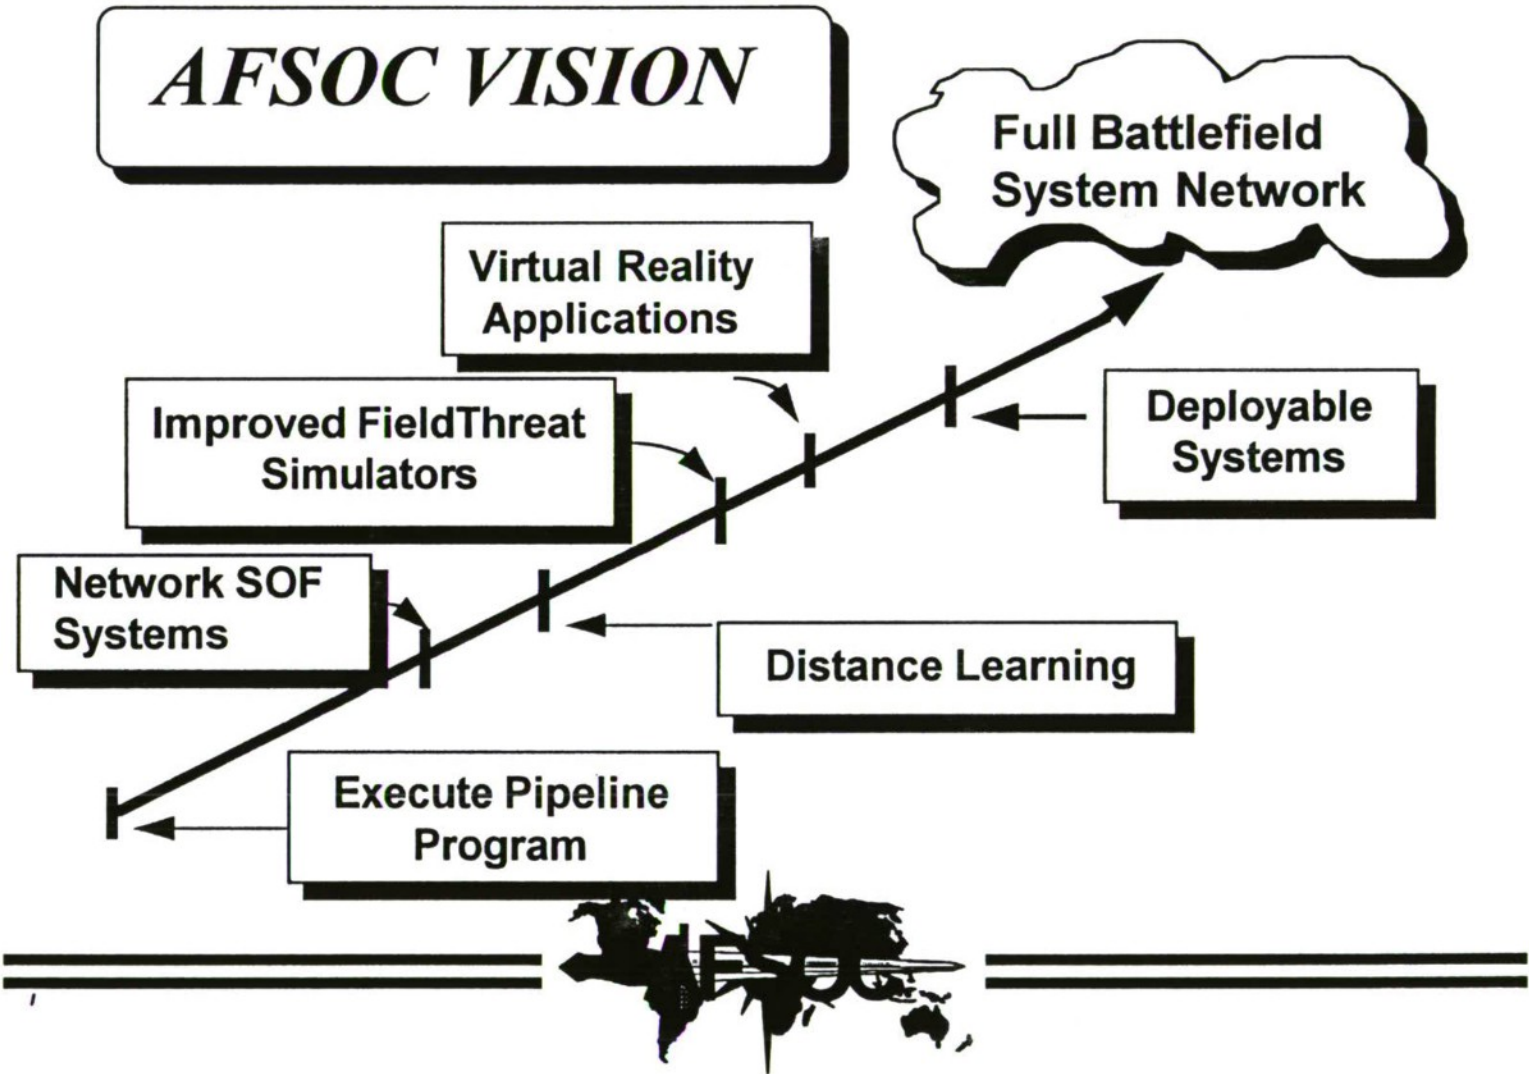 AFSOC VISION
Full Battlefield
System Network
Virtual Reality
Applications
Improved FieldThreat
Simulators
Deployable
Systems
Network SOF
Systems
Distance Learning
Execute Pipeline
Program
AFSOC